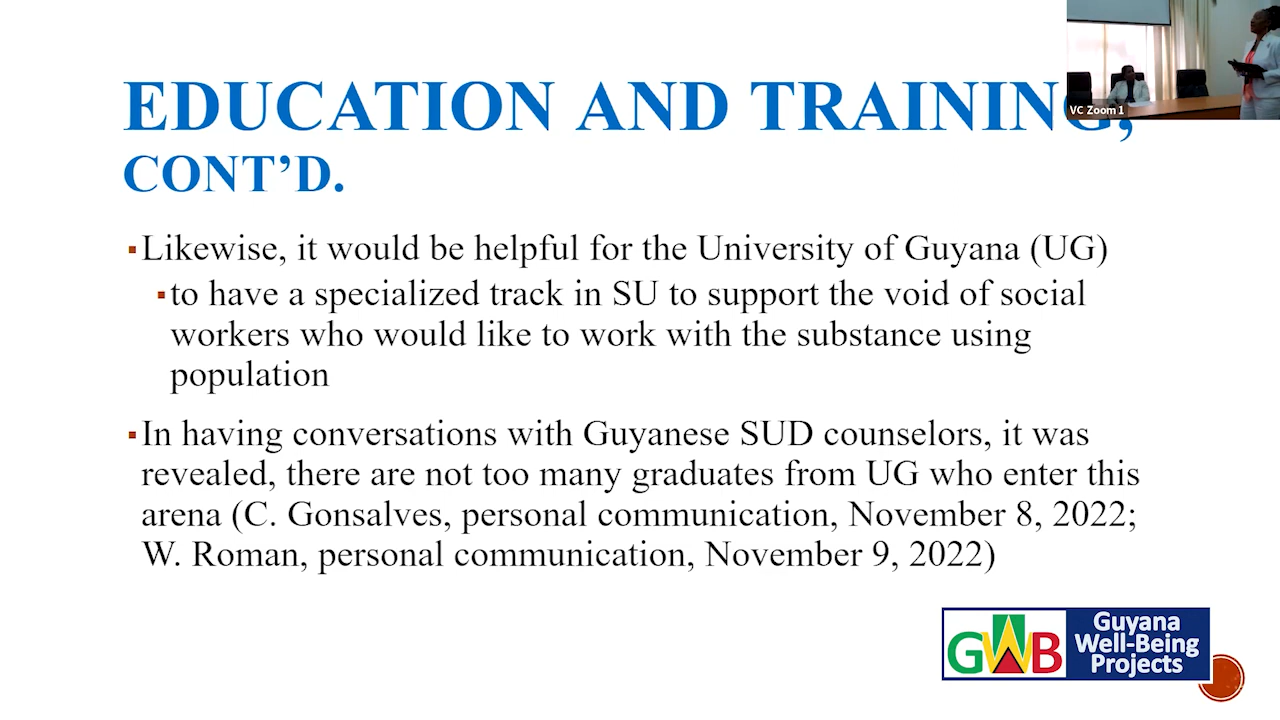 VC Zoom 1
EDUCATION AND TRAINING,
CONT’D.
▪Likewise, it would be helpful for the University of Guyana (UG)
▪to have a specialized track in SU to support the void of social
workers who would like to work with the substance using
population
▪In having conversations with Guyanese SUD counselors, it was
revealed, there are not too many graduates from UG who enter this
arena (C. Gonsalves, personal communication, November 8, 2022;
W. Roman, personal communication, November 9, 2022)
GWB
Guyana
Well-Being
Projects